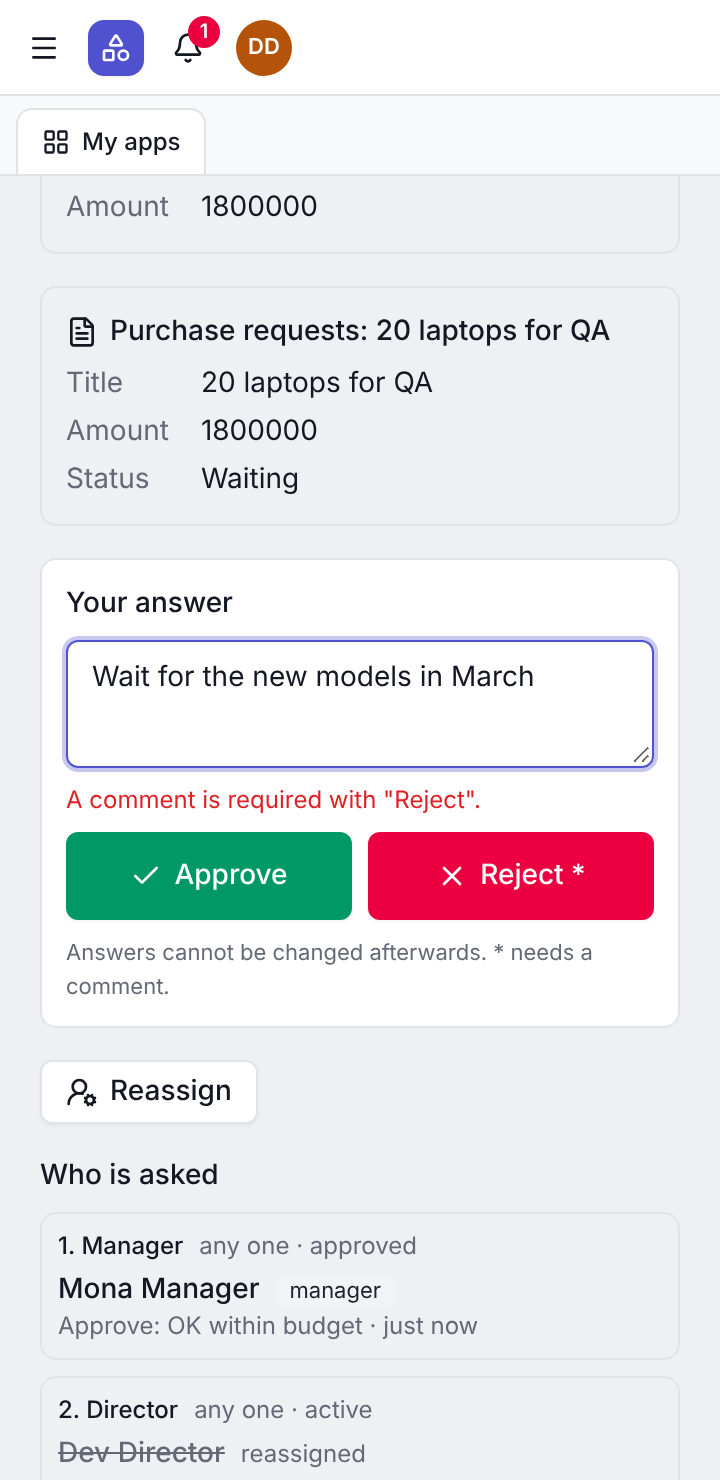 1
DD
My apps
Amount 1800000
Purchase requests: 20 laptops for QA
Title 20 laptops for QA
Amount 1800000
Status Waiting
Your answer
Wait for the new models in March
A comment is required with "Reject".
Approve Reject *
Answers cannot be changed afterwards. * needs a
comment.
Reassign
Who is asked
1. Manager any one · approved
Mona Manager manager
Approve: OK within budget · just now
2. Director any one · active
Dev Director reassigned